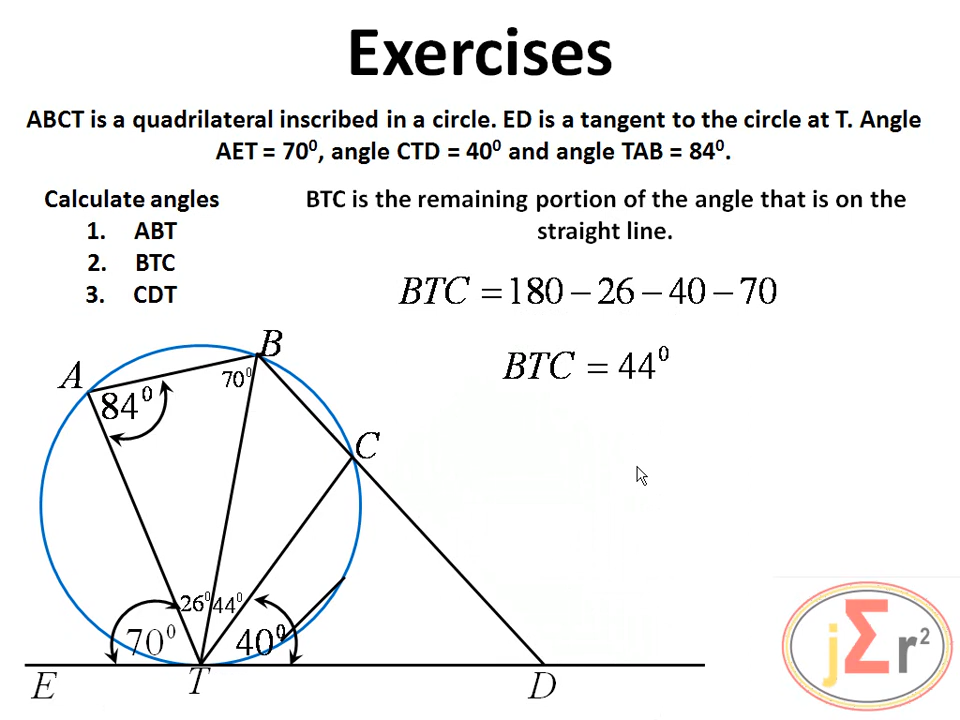 Exercises
ABCT is a quadrilateral inscribed in a circle. ED is a tangent to the circle at T. Angle
AET = 70⁰, angle CTD = 40⁰ and angle TAB = 84⁰.
Calculate angles
1. ABT
2. BTC
3. CDT
BTC is the remaining portion of the angle that is on the
straight line.
BTC = 180 − 26 − 40 − 70
BTC = 44⁰
B
A
70⁰
84⁰
C
26⁰ 44⁰
70⁰ 40⁰
E T D
jΣr²